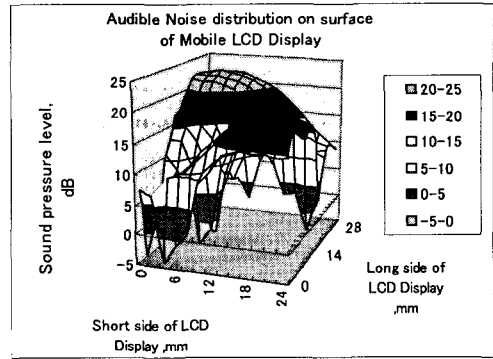 Audible Noise distribution on surface
of Mobile LCD Display
Sound pressure level,
dB
25
20
15
10
5
0
-5
0
6
12
18
24
0
14
28
Short side of LCD
Display ,mm
Long side of
LCD Display
,mm
20-25
15-20
10-15
5-10
0-5
-5-0